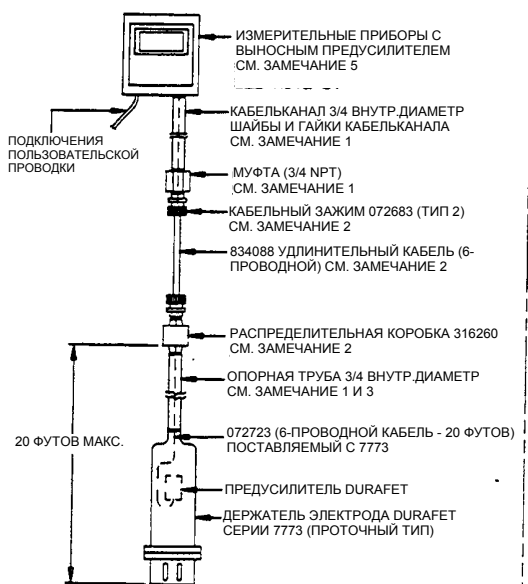 ИЗМЕРИТЕЛЬНЫЕ ПРИБОРЫ С
ВЫНОСНЫМ ПРЕДУСИЛИТЕЛЕМ
СМ. ЗАМЕЧАНИЕ 5
КАБЕЛЬКАНАЛ 3/4 ВНУТР.ДИАМЕТР
ШАЙБЫ И ГАЙКИ КАБЕЛЬКАНАЛА
СМ. ЗАМЕЧАНИЕ 1
ПОДКЛЮЧЕНИЯ
ПОЛЬЗОВАТЕЛЬСКОЙ
ПРОВОДКИ
МУФТА (3/4 NPT)
СМ. ЗАМЕЧАНИЕ 1
КАБЕЛЬНЫЙ ЗАЖИМ 072683 (ТИП 2)
СМ. ЗАМЕЧАНИЕ 2
834088 УДЛИНИТЕЛЬНЫЙ КАБЕЛЬ (6-
ПРОВОДНОЙ) СМ. ЗАМЕЧАНИЕ 2
РАСПРЕДЕЛИТЕЛЬНАЯ КОРОБКА 316260
СМ. ЗАМЕЧАНИЕ 2
ОПОРНАЯ ТРУБА 3/4 ВНУТР.ДИАМЕТР
СМ. ЗАМЕЧАНИЕ 1 И 3
20 ФУТОВ МАКС.
072723 (6-ПРОВОДНОЙ КАБЕЛЬ - 20 ФУТОВ)
ПОСТАВЛЯЕМЫЙ С 7773
ПРЕДУСИЛИТЕЛЬ DURAFET
ДЕРЖАТЕЛЬ ЭЛЕКТРОДА DURAFET
СЕРИИ 7773 (ПРОТОЧНЫЙ ТИП)